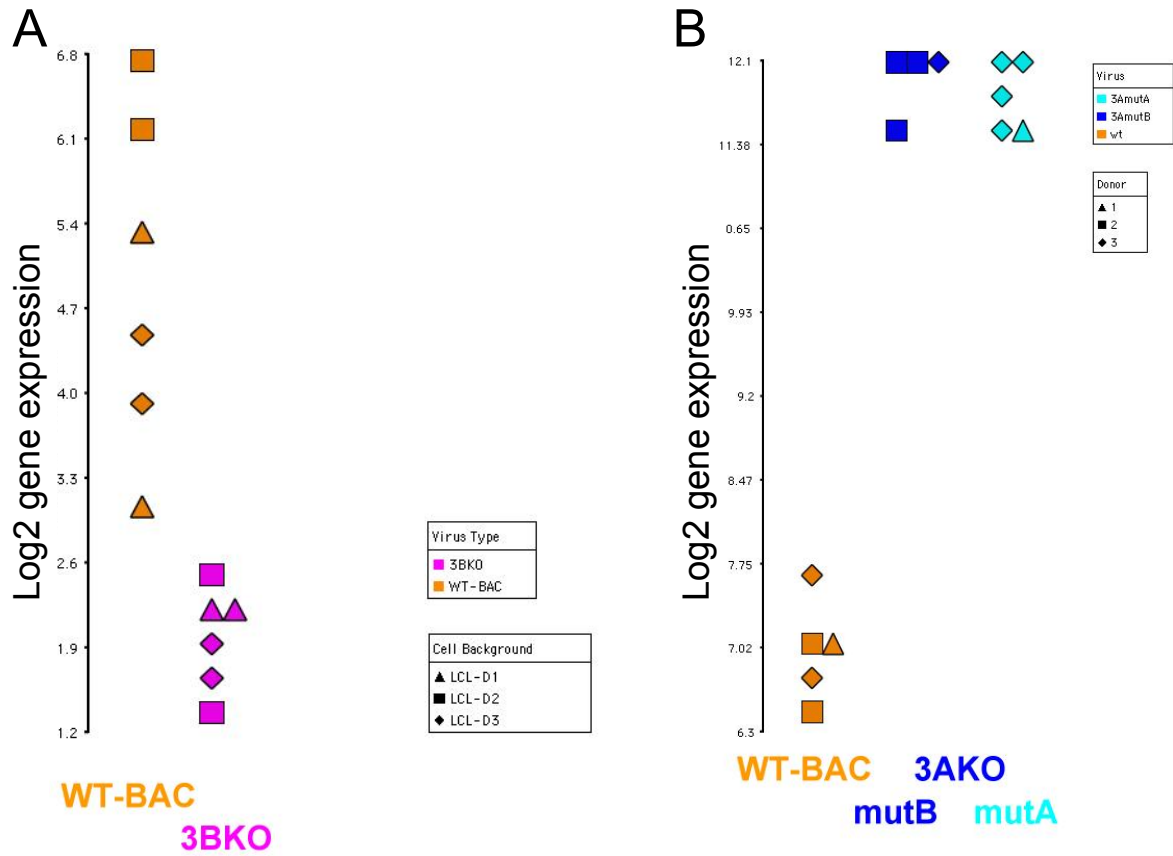 A
Log2 gene expression
6.8
6.1
5.4
4.7
4.0
3.3
2.6
1.9
1.2
Virus Type
3BKO
WT-BAC
Cell Background
LCL-D1
LCL-D2
LCL-D3
WT-BAC
3BKO
B
Log2 gene expression
12.1
11.38
0.65
9.93
9.2
8.47
7.75
7.02
6.3
Virus
3AmutA
3AmutB
wt
Donor
1
2
3
WT-BAC 3AKO
mutB mutA